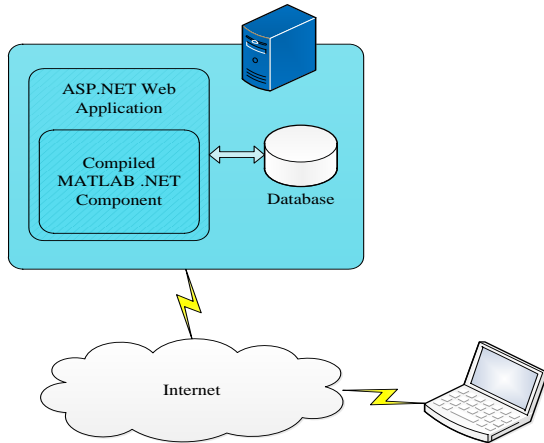 ASP.NET Web
Application
Compiled
MATLAB .NET
Component
Database
Internet